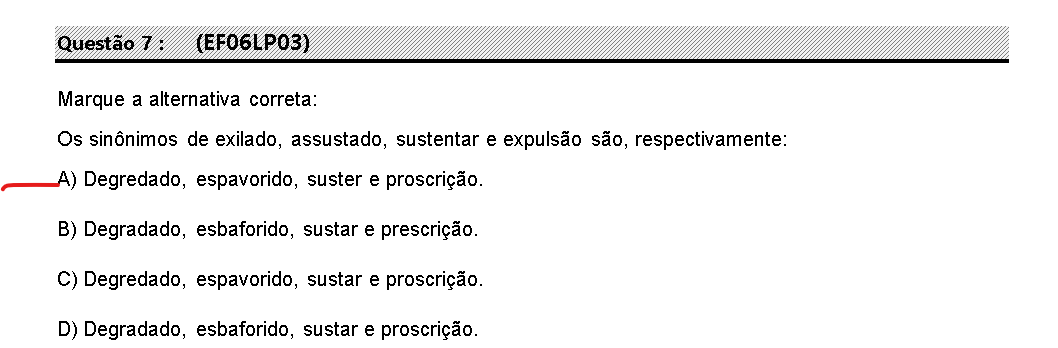 Questão 7 : (EF06LP03)
Marque a alternativa correta:
Os sinônimos de exilado, assustado, sustentar e expulsão são, respectivamente:
A) Degredado, espavorido, suster e proscrição.
B) Degradado, esbaforido, sustar e prescrição.
C) Degredado, espavorido, sustar e proscrição.
D) Degradado, esbaforido, sustar e proscrição.